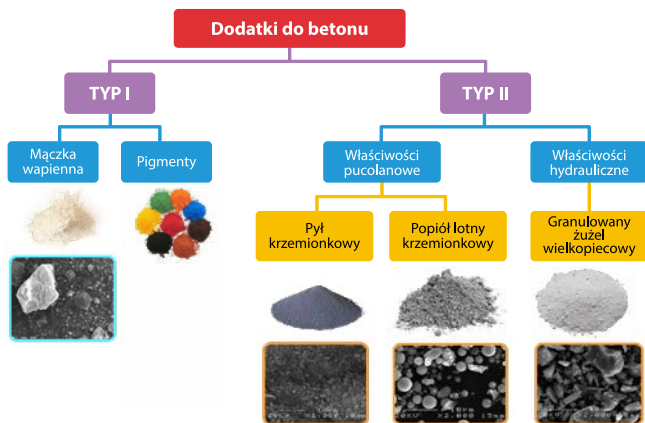 Dodatki do betonu
TYP I
TYP II
Mączka
wapienna
Pigmenty
Właściwości
pucolanowe
Właściwości
hydrauliczne
Pył
krzemionkowy
Popiół lotny
krzemionkowy
Granulowany
żużel
wielkopiecowy